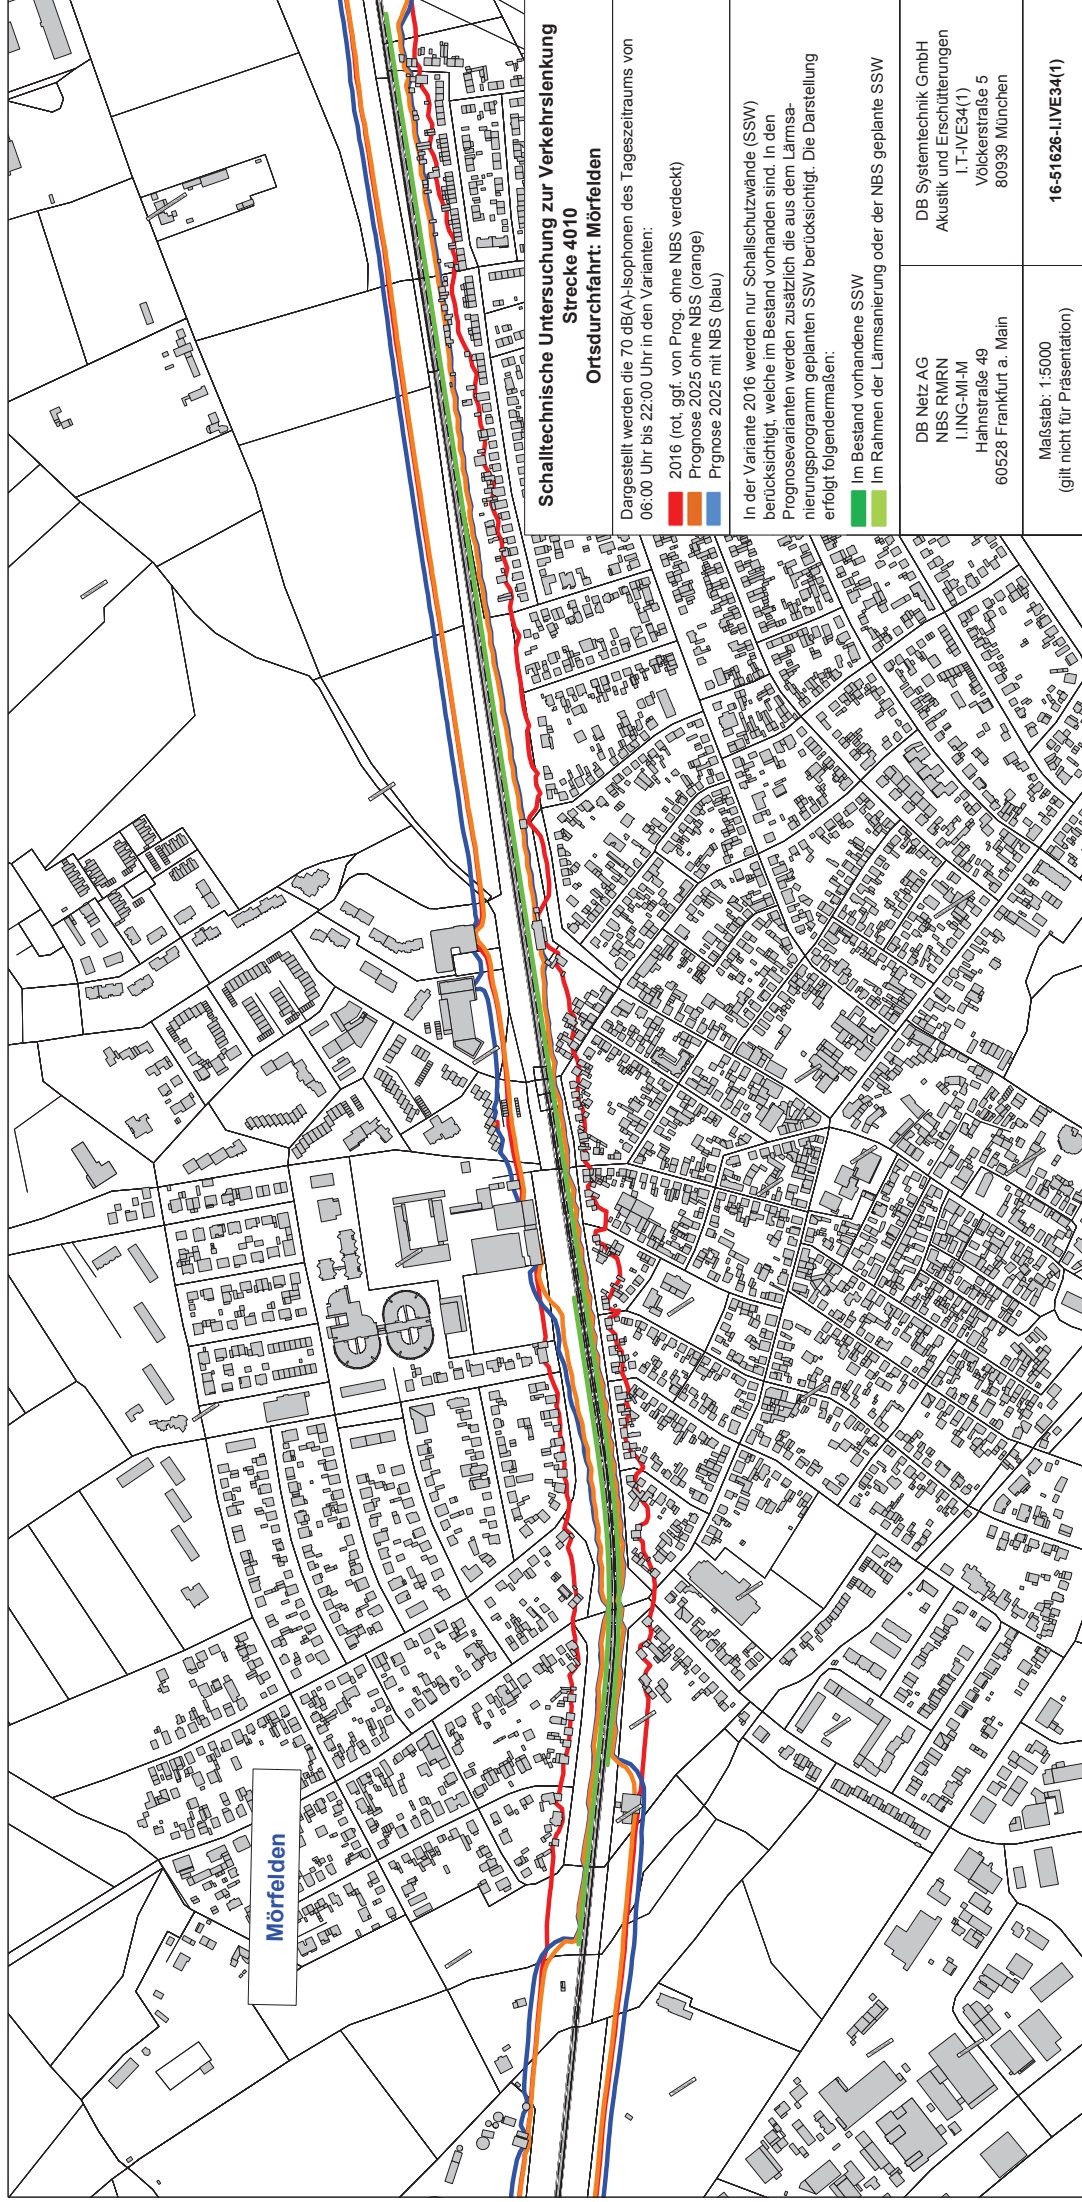 Mörfelden
Schalltechnische Untersuchung zur Verkehrslenkung
Strecke 4010
Ortsdurchfahrt: Mörfelden
Dargestellt werden die 70 dB(A)-Isophonen des Tageszeitraums von
06:00 Uhr bis 22:00 Uhr in den Varianten:
2016 (rot, ggf. von Prog. ohne NBS verdeckt)
Prognose 2025 ohne NBS (orange)
Prgnose 2025 mit NBS (blau)
In der Variante 2016 werden nur Schallschutzwände (SSW)
berücksichtigt, welche im Bestand vorhanden sind. In den
Prognosevarianten werden zusätzlich die aus dem Lärmsa-
nierungsprogramm geplanten SSW berücksichtigt. Die Darstellung
erfolgt folgendermaßen:
Im Bestand vorhandene SSW
Im Rahmen der Lärmsanierung oder der NBS geplante SSW
DB Netz AG
NBS RMRN
I.ING-MI-M
Hahnstraße 49
60528 Frankfurt a. Main
DB Systemtechnik GmbH
Akustik und Erschütterungen
I.T-IVE34(1)
Völckerstraße 5
80939 München
Maßstab: 1:5000
(gilt nicht für Präsentation)
16-51626-I.IVE34(1)